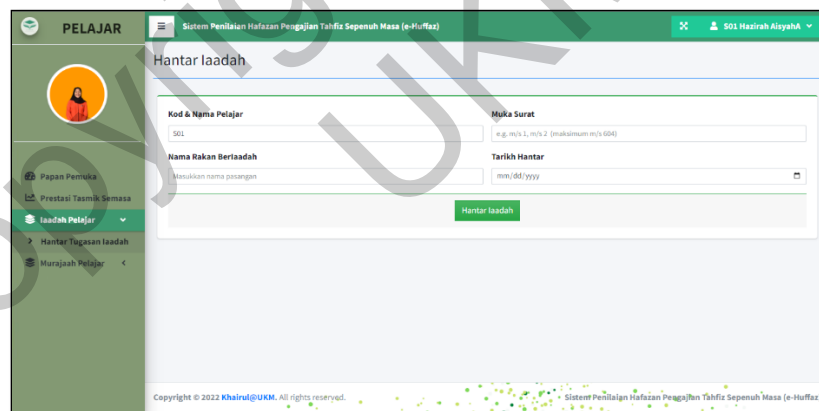 PELAJAR
Sistem Penilaian Hafazan Pengajian Tahfiz Sepenuh Masa (e-Huffaz)
S01 Hazirah AisyahA
Hantar Iaadah
Kod & Nama Pelajar
Muka Surat
S01
e.g. m/s 1, m/s 2 (maksimum m/s 604)
Nama Rakan Beriaadah
Tarikh Hantar
Masukkan nama pasangan
mm/dd/yyyy
Hantar Iaadah
Papan Pemuka
Prestasi Tasmik Semasa
Iaadah Pelajar
Hantar Tugasan Iaadah
Murajaah Pelajar
Copyright © 2022 Khairul@UKM. All rights reserved.
Sistem Penilaian Hafazan Pengajian Tahfiz Sepenuh Masa (e-Huffaz
Copyright
UKM